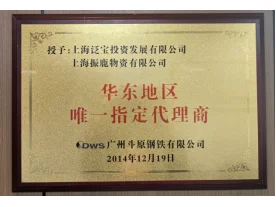 授予：上海泛宝投资发展有限公司
上海振鹿物资有限公司
华东地区
唯一指定代理商
DWS 广州斗原钢铁有限公司
2014年12月19日